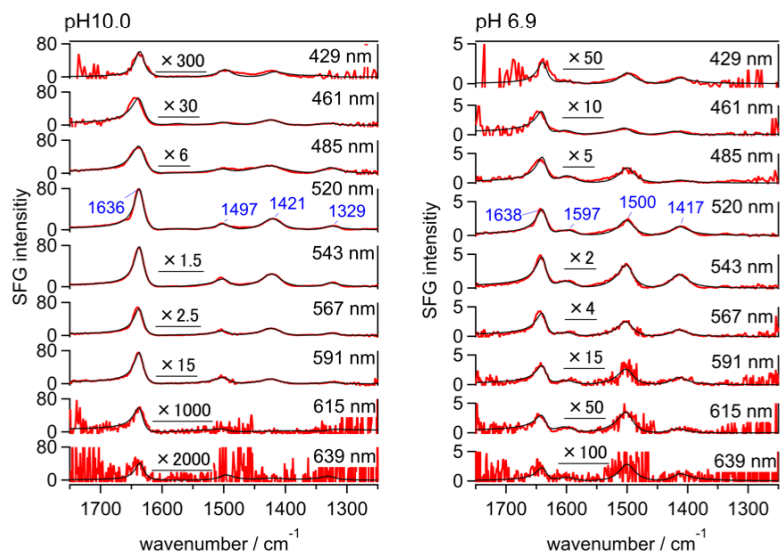 pH10.0
80
0
× 300
429 nm
80
0
× 30
461 nm
80
0
× 6
485 nm
80
0
520 nm
1636
1497
1421
1329
80
0
× 1.5
543 nm
80
0
× 2.5
567 nm
80
0
× 15
591 nm
80
0
× 1000
615 nm
80
0
× 2000
639 nm
SFG intensitiy
1700 1600 1500 1400 1300
wavenumber / cm-1
pH 6.9
5
0
× 50
429 nm
5
0
× 10
461 nm
5
0
× 5
485 nm
5
0
520 nm
1638
1597
1500
1417
5
0
× 2
543 nm
5
0
× 4
567 nm
5
0
× 15
591 nm
5
0
× 50
615 nm
5
0
× 100
639 nm
SFG intensitiy
1700 1600 1500 1400 1300
wavenumber / cm-1